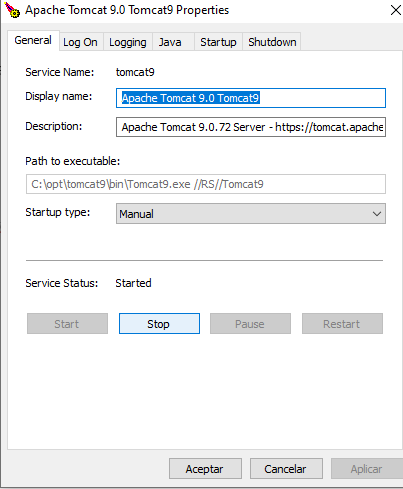 Apache Tomcat 9.0 Tomcat9 Properties
General Log On Logging Java Startup Shutdown
Service Name: tomcat9
Display name: Apache Tomcat 9.0 Tomcat9
Description: Apache Tomcat 9.0.72 Server - https://tomcat.apache
Path to executable:
C:\opt\tomcat9\bin\Tomcat9.exe //RS//Tomcat9
Startup type: Manual
Service Status: Started
Start Stop Pause Restart
Aceptar Cancelar Aplicar